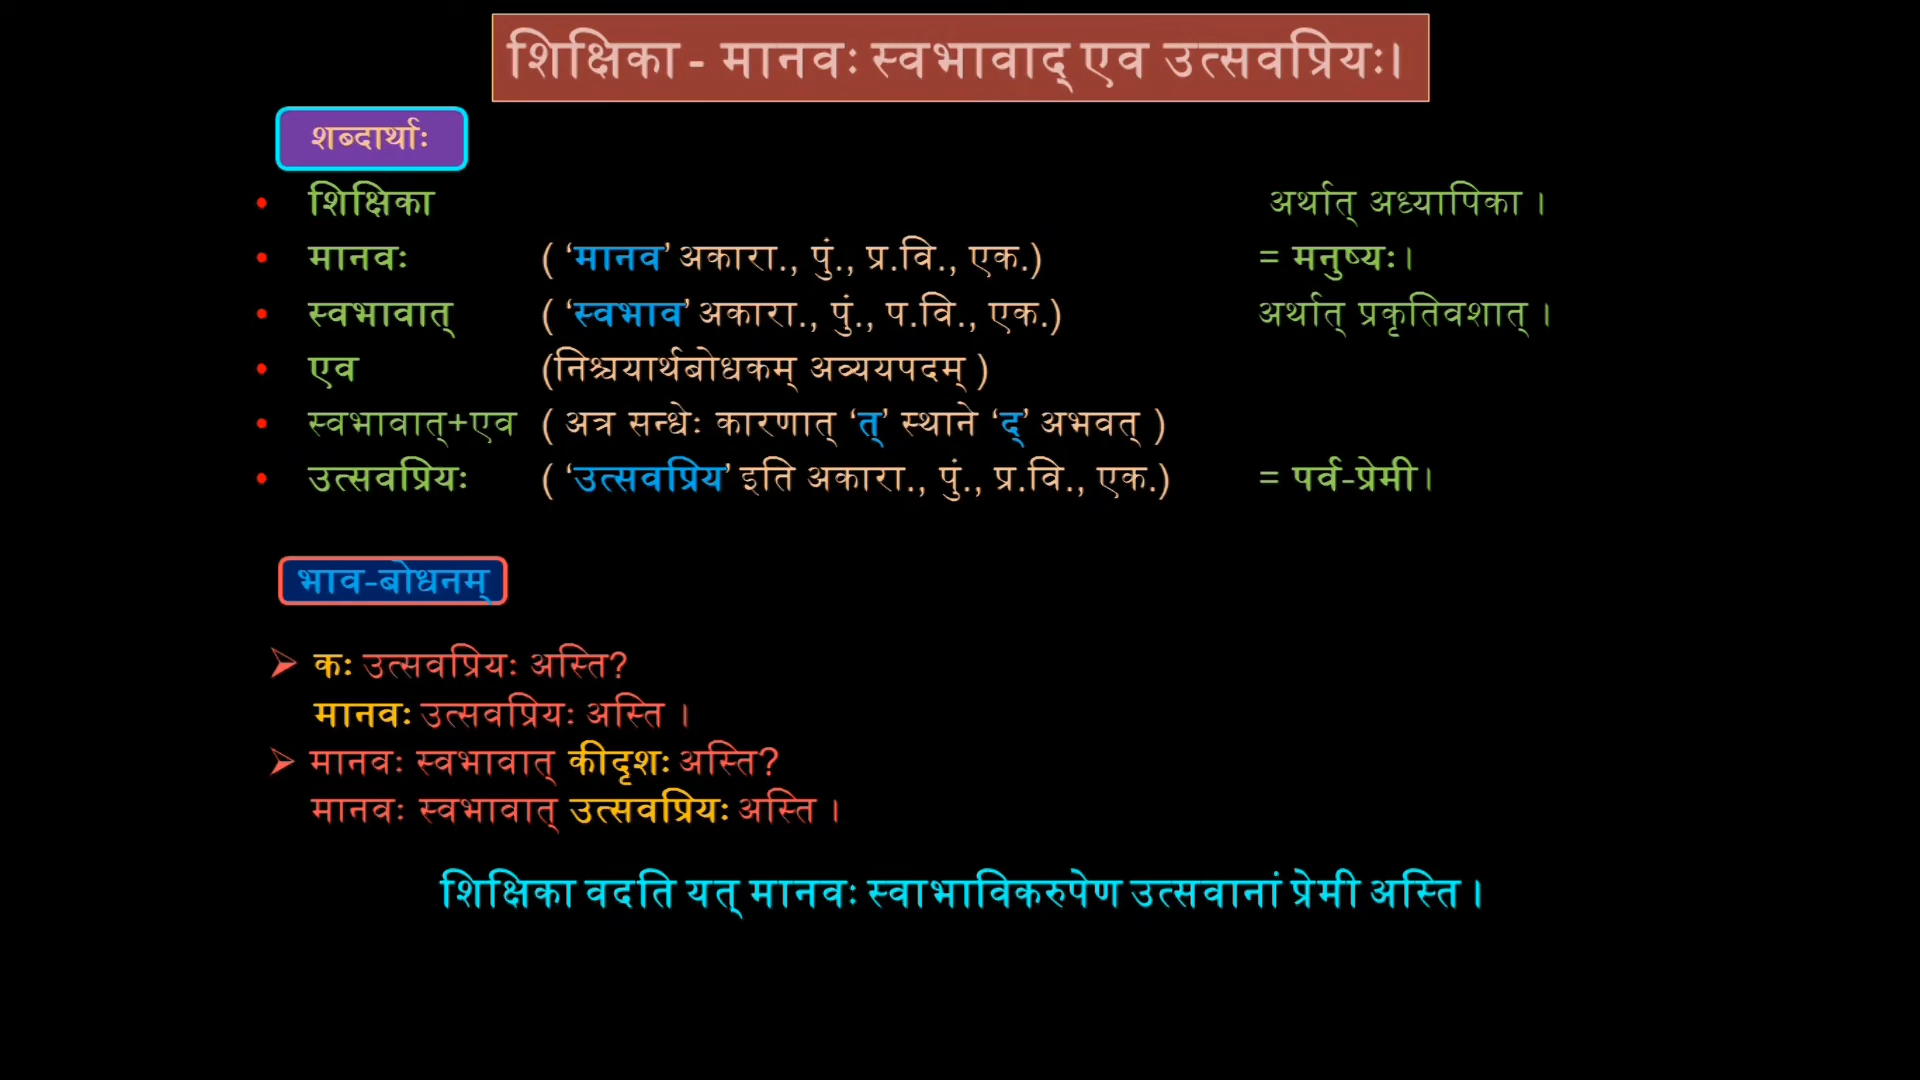 शिक्षिका - मानवः स्वभावाद् एव उत्सवप्रियः।
शब्दार्थाः
• शिक्षिका अर्थात् अध्यापिका ।
• मानवः ( ‘मानव’ अकारा., पुं., प्र.वि., एक.) = मनुष्यः।
• स्वभावात् ( ‘स्वभाव’ अकारा., पुं., प.वि., एक.) अर्थात् प्रकृतिवशात् ।
• एव (निश्चयार्थबोधकम् अव्ययपदम् )
• स्वभावात्+एव ( अत्र सन्धेः कारणात् ‘त्’ स्थाने ‘द्’ अभवत् )
• उत्सवप्रियः ( ‘उत्सवप्रिय’ इति अकारा., पुं., प्र.वि., एक.) = पर्व-प्रेमी।
भाव-बोधनम्
➢ कः उत्सवप्रियः अस्ति?
मानवः उत्सवप्रियः अस्ति ।
➢ मानवः स्वभावात् कीदृशः अस्ति?
मानवः स्वभावात् उत्सवप्रियः अस्ति ।
शिक्षिका वदति यत् मानवः स्वाभाविकरुपेण उत्सवानां प्रेमी अस्ति ।